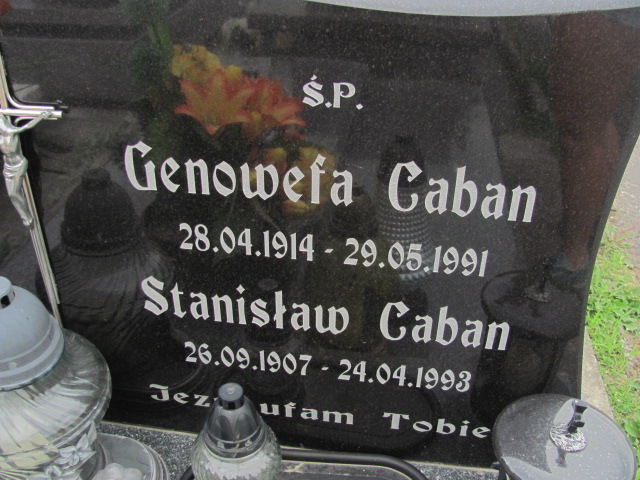 Ś.P.
Genowefa Caban
28.04.1914 - 29.05.1991
Stanisław Caban
26.09.1907 - 24.04.1993
ufam Tobie